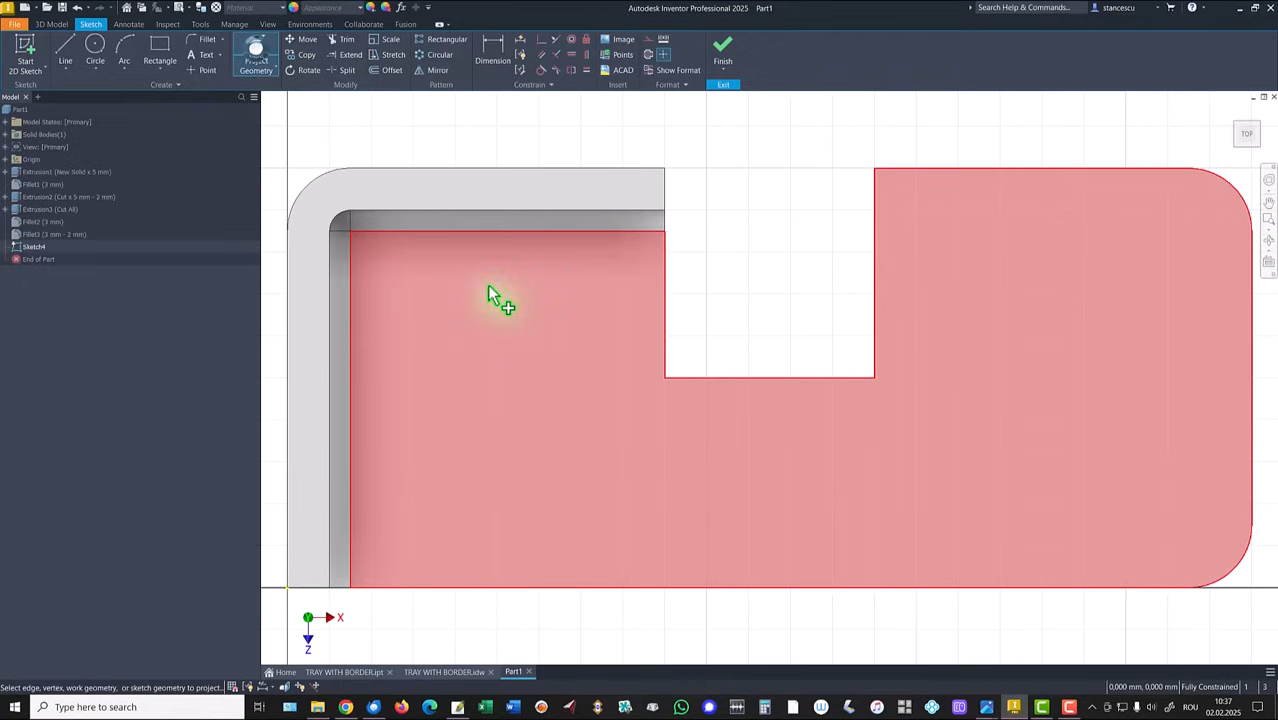 Material
Appearance
Autodesk Inventor Professional 2025 Part1
Search Help & Commands...
stancescu
File
3D Model
Sketch
Annotate
Inspect
Tools
Manage
View
Environments
Collaborate
Fusion
Start
2D Sketch
Line
Circle
Arc
Rectangle
Fillet
Text
Point
Project
Geometry
Move
Copy
Rotate
Trim
Extend
Split
Scale
Stretch
Offset
Rectangular
Circular
Mirror
Dimension
Image
Points
ACAD
Show Format
Finish
Sketch
Create
Modify
Pattern
Constrain
Insert
Format
Exit
Model
Part1
Model States: [Primary]
Solid Bodies(1)
View: [Primary]
Origin
Extrusion1 (New Solid x 5 mm)
Fillet1 (3 mm)
Extrusion2 (Cut x 5 mm - 2 mm)
Extrusion3 (Cut All)
Fillet2 (3 mm)
Fillet3 (3 mm - 2 mm)
Sketch4
End of Part
TOP
X
Z
Home
TRAY WITH BORDER.ipt
TRAY WITH BORDER.idw
Part1
Select edge, vertex, work geometry, or sketch geometry to project...
0,000 mm, 0,000 mm
Fully Constrained
1
3
Type here to search
ROU
10:37
02.02.2025